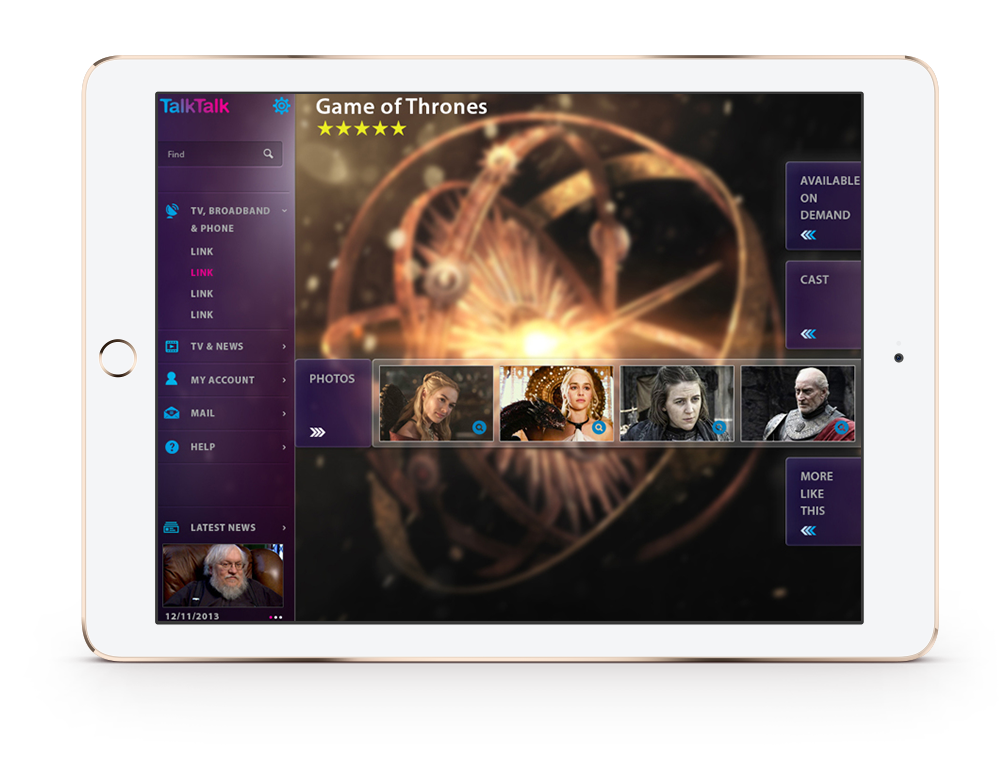 TalkTalk
Game of Thrones
Find
TV, BROADBAND
& PHONE
LINK
LINK
LINK
LINK
TV & NEWS
MY ACCOUNT
MAIL
? HELP
LATEST NEWS
12/11/2013
PHOTOS
AVAILABLE
ON
DEMAND
CAST
MORE
LIKE
THIS